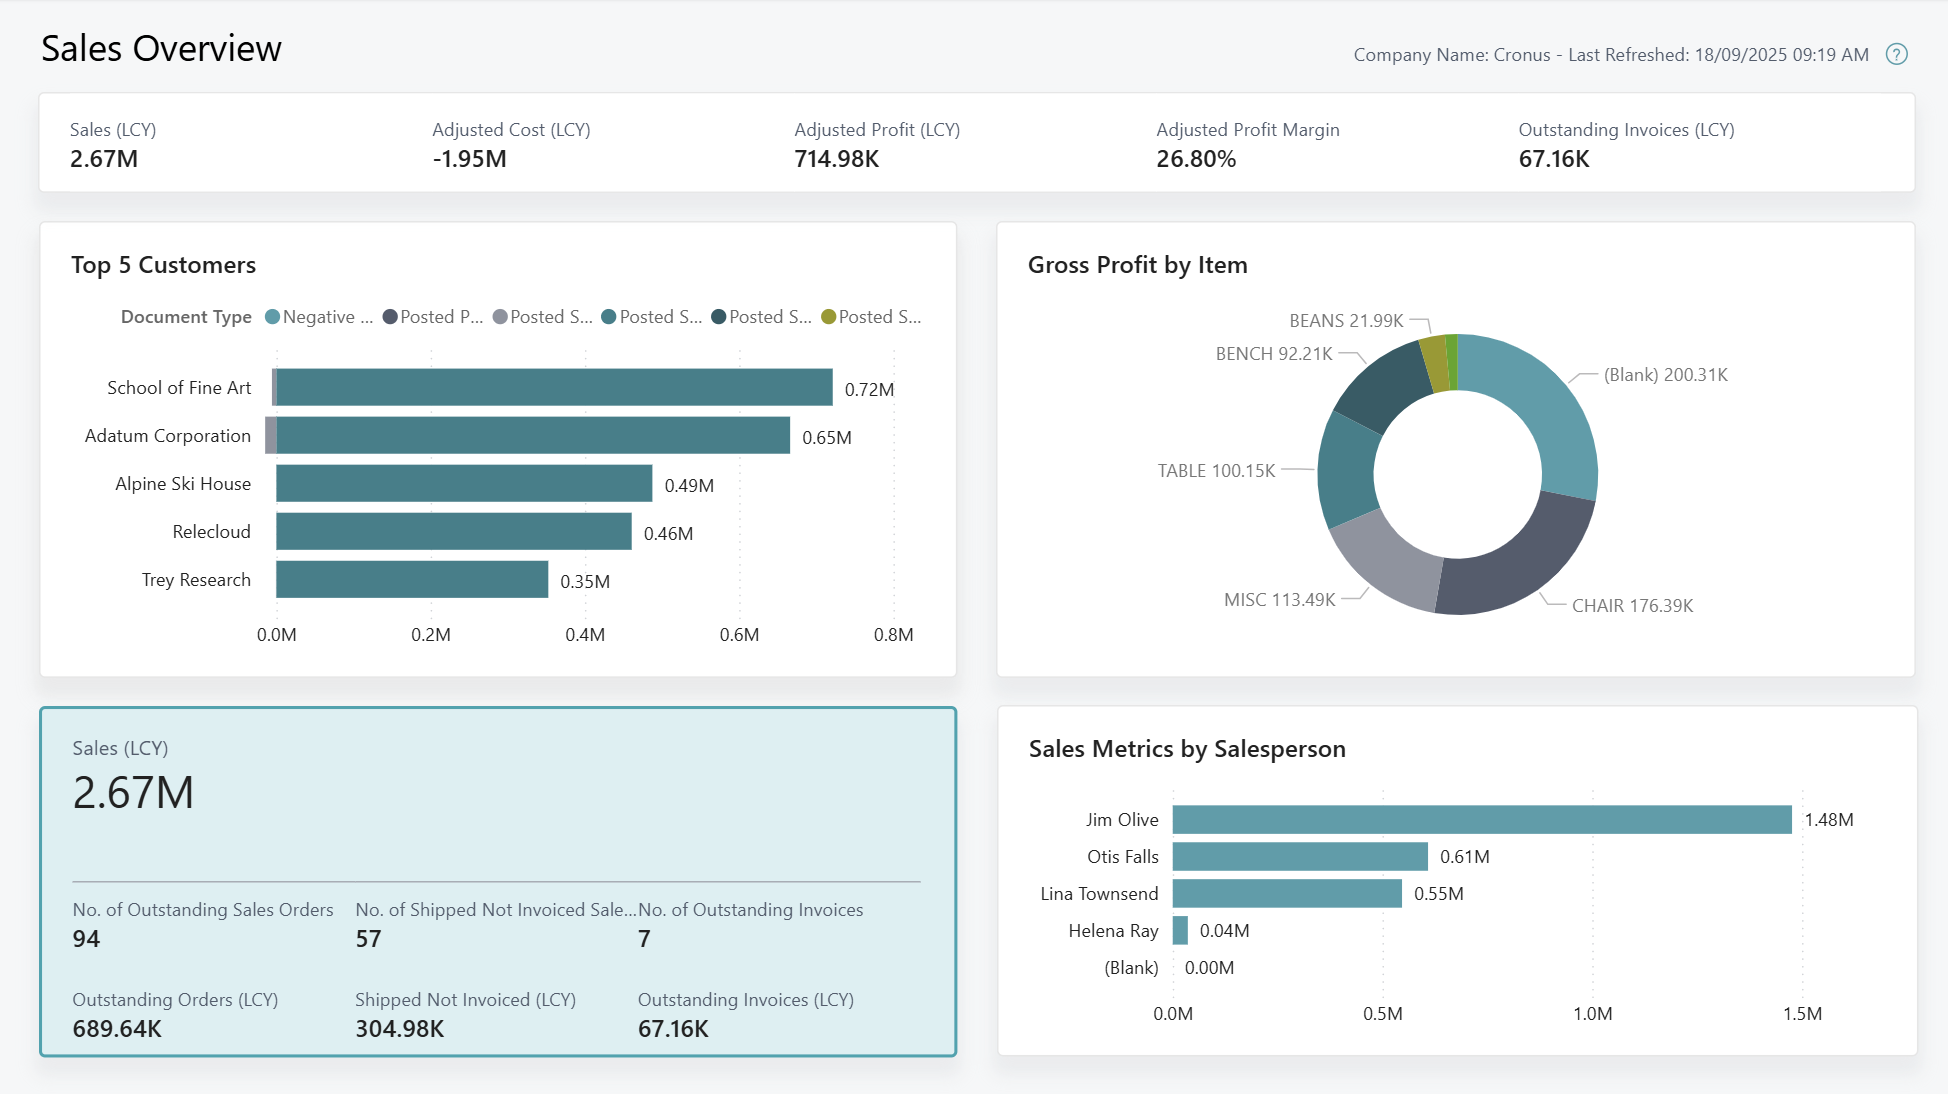 Sales Overview
Company Name: Cronus - Last Refreshed: 18/09/2025 09:19 AM ?
Sales (LCY)
2.67M
Adjusted Cost (LCY)
-1.95M
Adjusted Profit (LCY)
714.98K
Adjusted Profit Margin
26.80%
Outstanding Invoices (LCY)
67.16K
Top 5 Customers
Document Type Negative ... Posted P... Posted S... Posted S... Posted S... Posted S...
School of Fine Art 0.72M
Adatum Corporation 0.65M
Alpine Ski House 0.49M
Relecloud 0.46M
Trey Research 0.35M
0.0M 0.2M 0.4M 0.6M 0.8M
Gross Profit by Item
BEANS 21.99K
BENCH 92.21K
(Blank) 200.31K
TABLE 100.15K
MISC 113.49K
CHAIR 176.39K
Sales (LCY)
2.67M
No. of Outstanding Sales Orders
94
No. of Shipped Not Invoiced Sale...
57
No. of Outstanding Invoices
7
Outstanding Orders (LCY)
689.64K
Shipped Not Invoiced (LCY)
304.98K
Outstanding Invoices (LCY)
67.16K
Sales Metrics by Salesperson
Jim Olive 1.48M
Otis Falls 0.61M
Lina Townsend 0.55M
Helena Ray 0.04M
(Blank) 0.00M
0.0M 0.5M 1.0M 1.5M